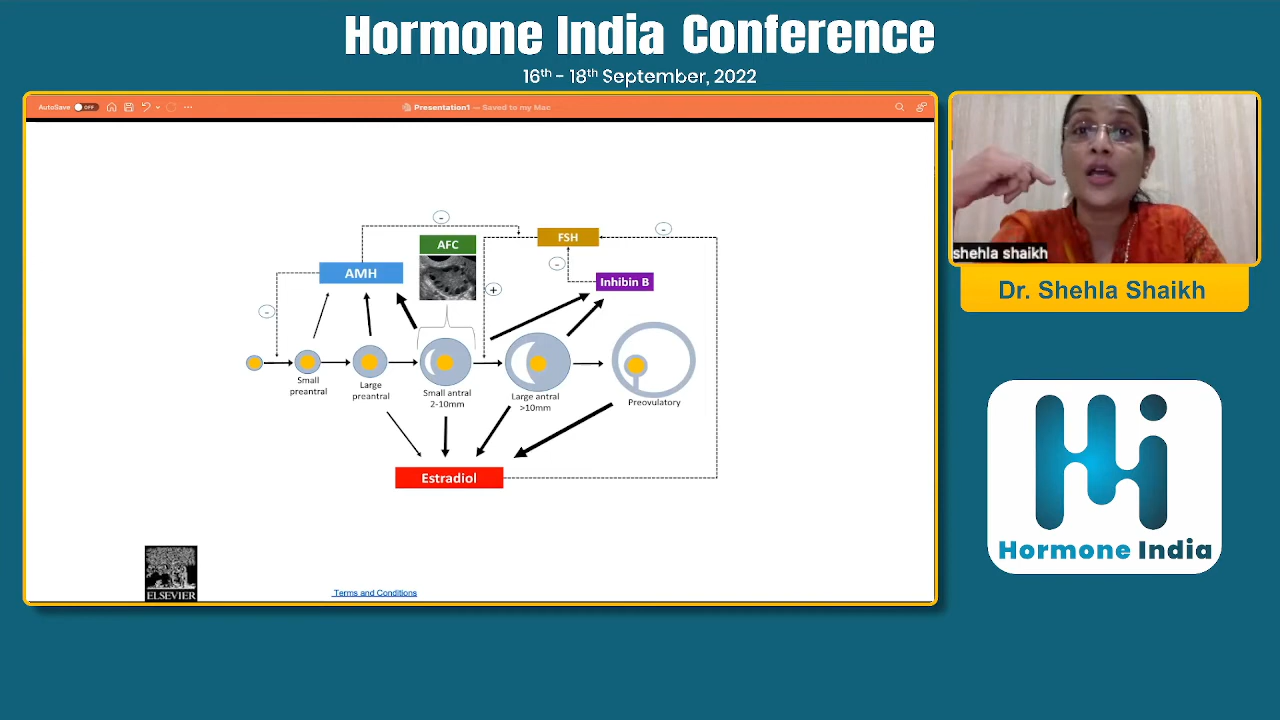 Hormone India Conference
16th - 18th September, 2022
AutoSave OFF
Presentation1 — Saved to my Mac
-
AFC
FSH
-
AMH
-
Inhibin B
+
-
Small
preantral
Large
preantral
Small antral
2-10mm
Large antral
>10mm
Preovulatory
Estradiol
ELSEVIER
Terms and Conditions
shehla shaikh
Dr. Shehla Shaikh
Hormone India